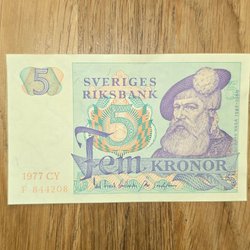 5
SVERIGES
RIKSBANK
5
Fem KRONOR
1977 CY
F 844208